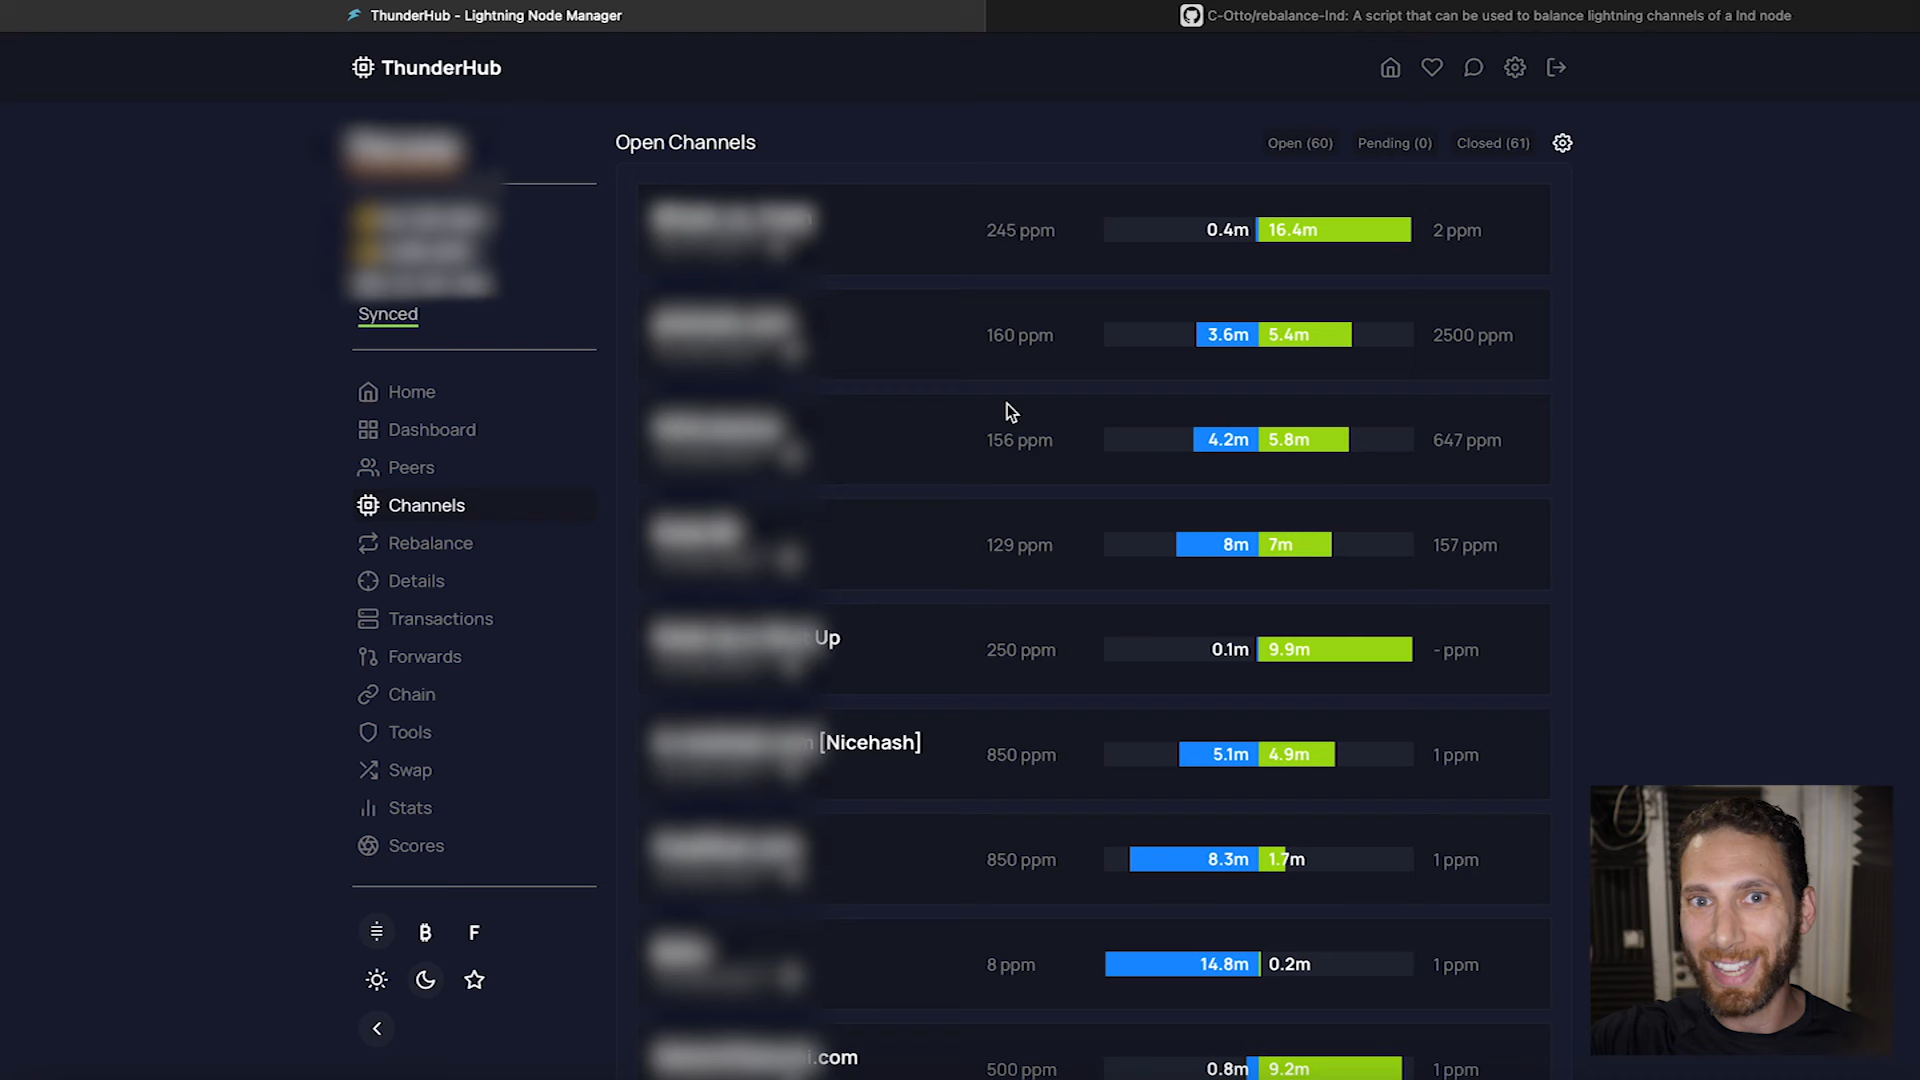 ThunderHub - Lightning Node Manager
C-Otto/rebalance-lnd: A script that can be used to balance lightning channels of a lnd node
ThunderHub
Synced
Home
Dashboard
Peers
Channels
Rebalance
Details
Transactions
Forwards
Chain
Tools
Swap
Stats
Scores
F
Open Channels
Open (60) Pending (0) Closed (61)
245 ppm 0.4m 16.4m 2 ppm
160 ppm 3.6m 5.4m 2500 ppm
156 ppm 4.2m 5.8m 647 ppm
129 ppm 8m 7m 157 ppm
Up
250 ppm 0.1m 9.9m - ppm
[Nicehash]
850 ppm 5.1m 4.9m 1 ppm
850 ppm 8.3m 1.7m 1 ppm
8 ppm 14.8m 0.2m 1 ppm
.com
500 ppm 0.8m 9.2m 1 ppm